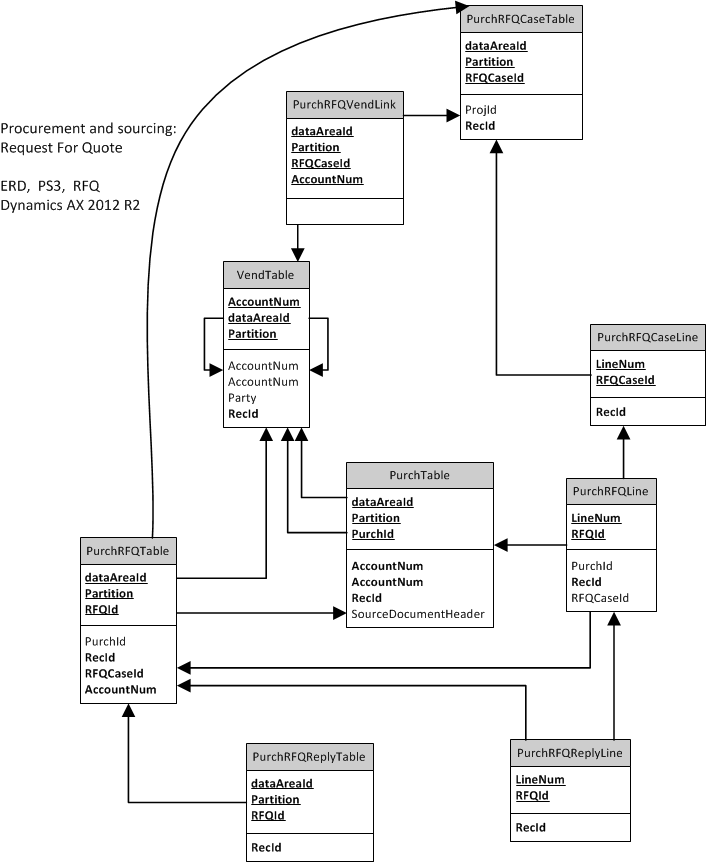 PurchRFQCaseTable
dataAreaId
Partition
RFQCaseId
ProjId
RecId
PurchRFQVendLink
dataAreaId
Partition
RFQCaseId
AccountNum
Procurement and sourcing:
Request For Quote
ERD, PS3, RFQ
Dynamics AX 2012 R2
VendTable
AccountNum
dataAreaId
Partition
AccountNum
AccountNum
Party
RecId
PurchRFQCaseLine
LineNum
RFQCaseId
RecId
PurchTable
dataAreaId
Partition
PurchId
AccountNum
AccountNum
RecId
SourceDocumentHeader
PurchRFQLine
LineNum
RFQId
PurchId
RecId
RFQCaseId
PurchRFQTable
dataAreaId
Partition
RFQId
PurchId
RecId
RFQCaseId
AccountNum
PurchRFQReplyTable
dataAreaId
Partition
RFQId
RecId
PurchRFQReplyLine
LineNum
RFQId
RecId